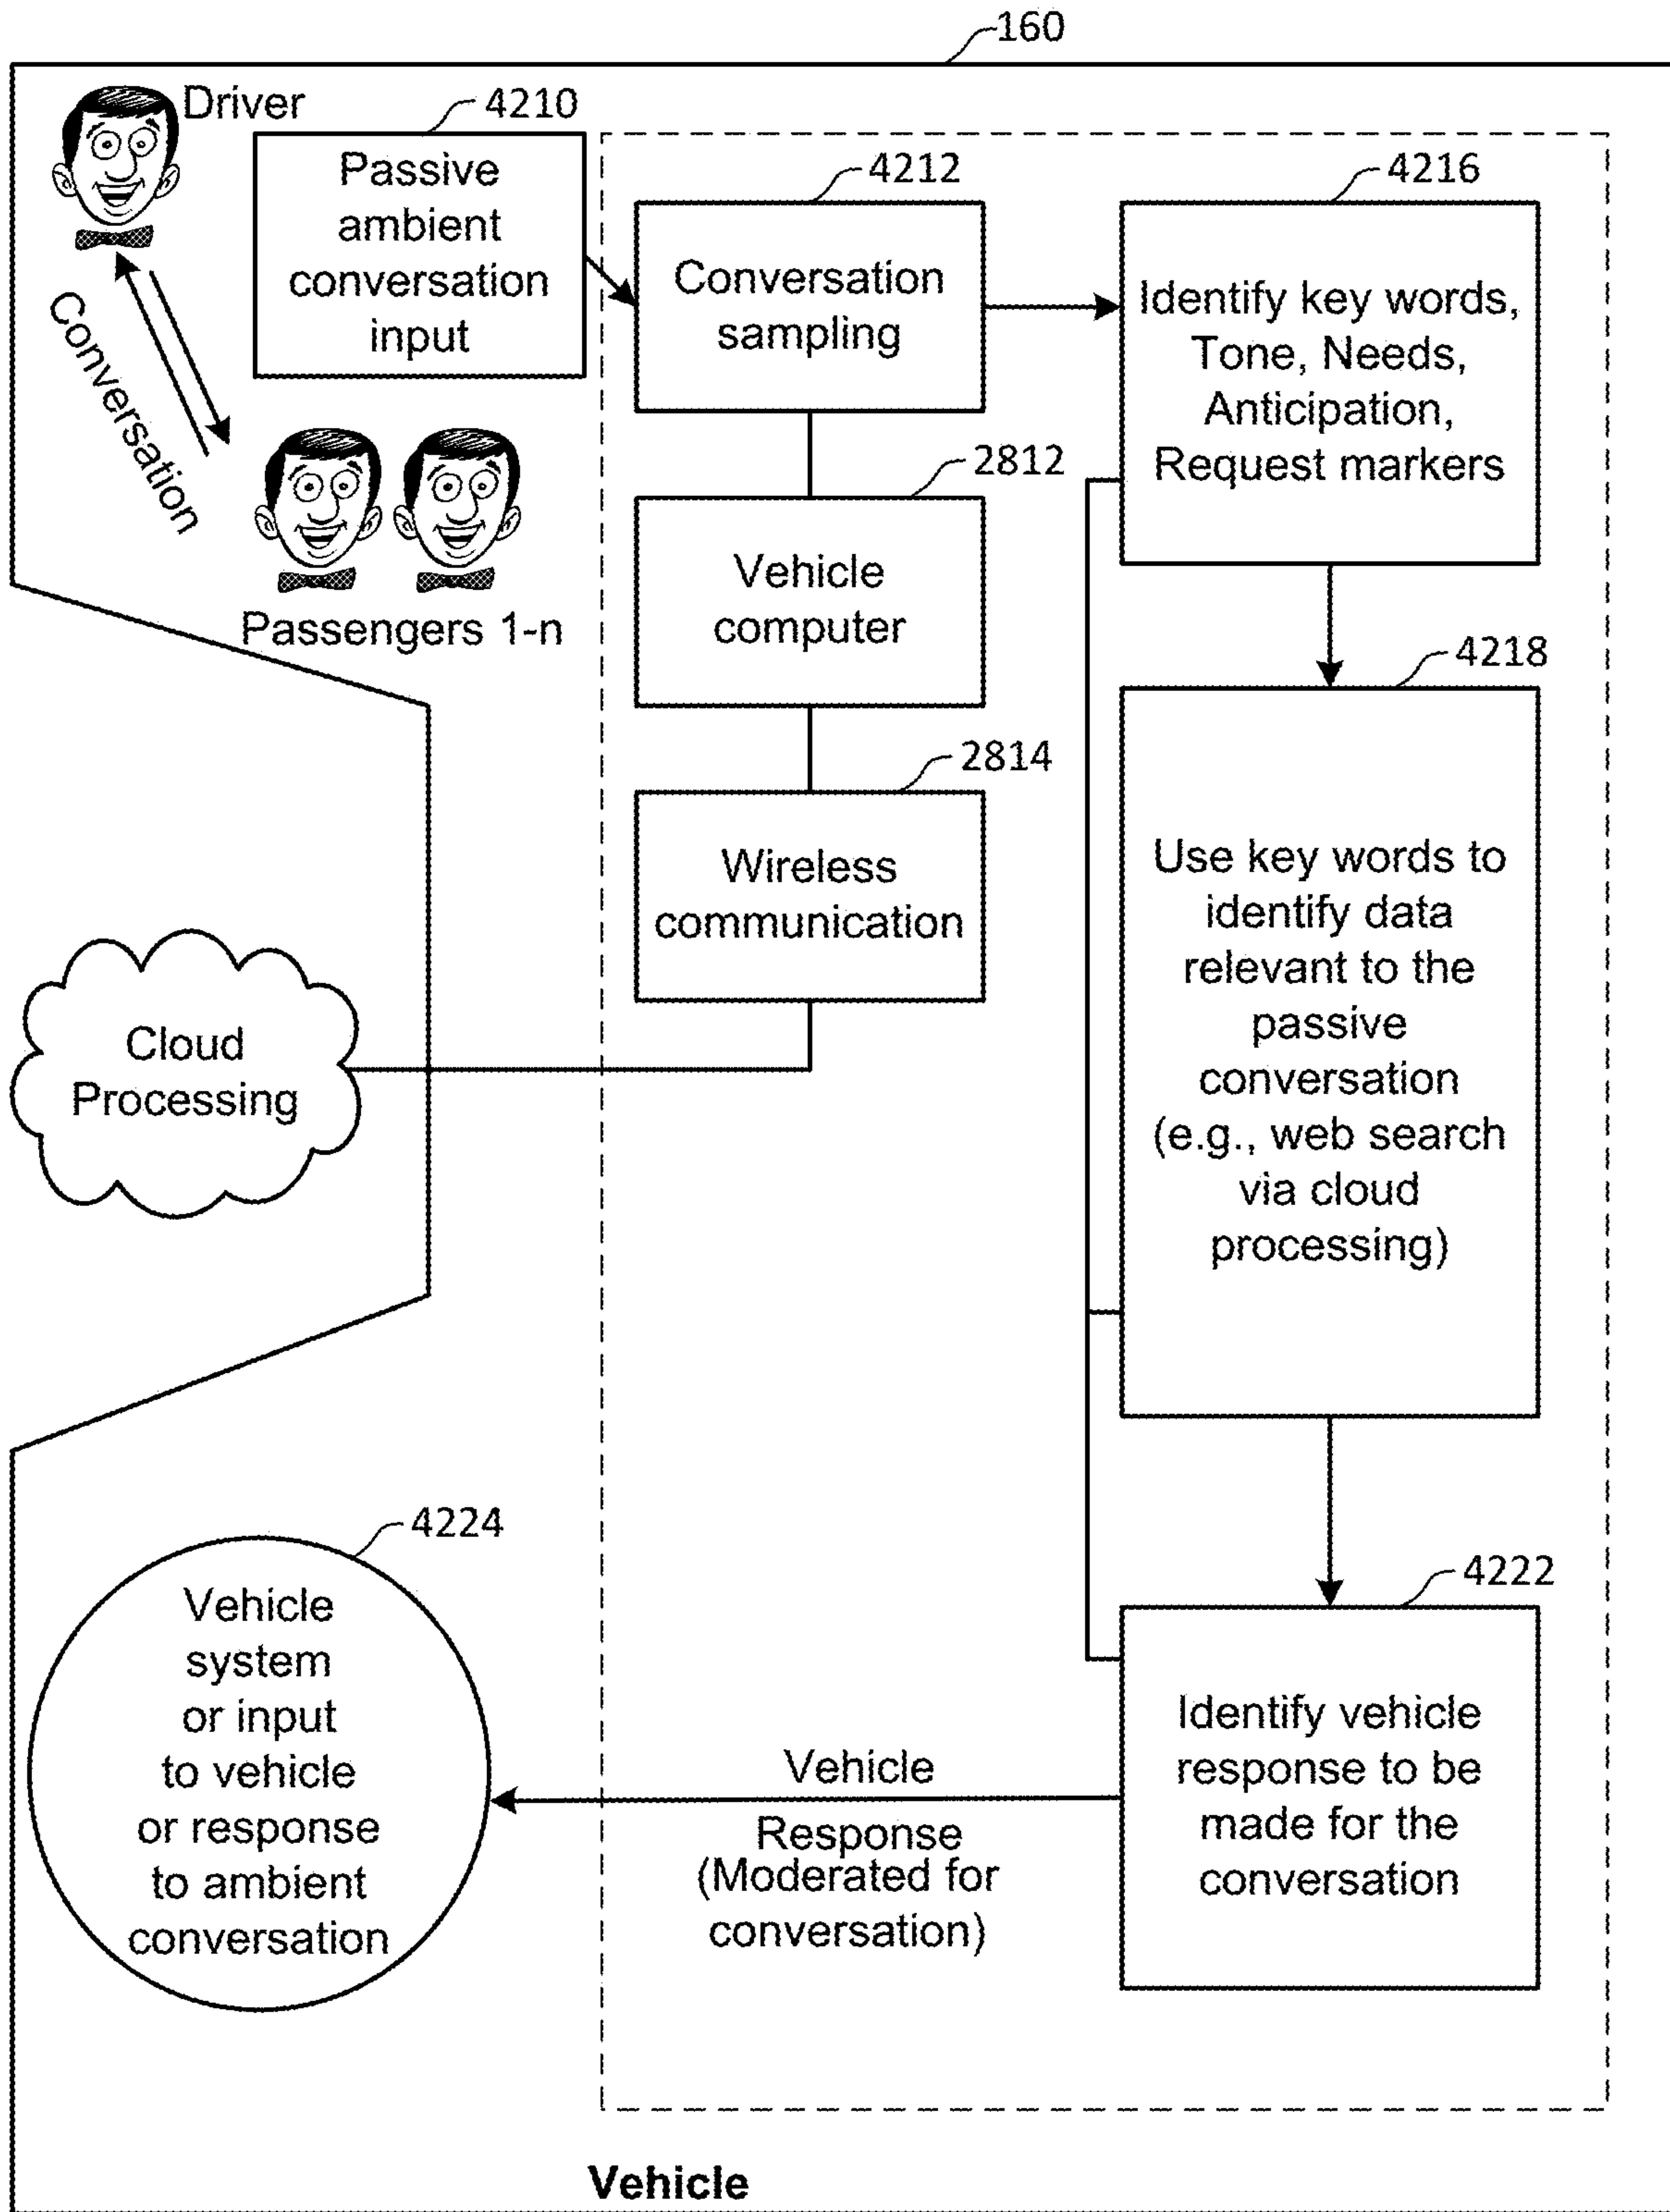 160
Driver
4210
Passive
ambient
conversation
input
Conversation
Passengers 1-n
4212
Conversation
sampling
4216
Identify key words,
Tone, Needs,
Anticipation,
Request markers
2812
Vehicle
computer
2814
Wireless
communication
4218
Use key words to
identify data
relevant to the
passive
conversation
(e.g., web search
via cloud
processing)
Cloud
Processing
4222
Identify vehicle
response to be
made for the
conversation
Vehicle
Response
(Moderated for
conversation)
4224
Vehicle
system
or input
to vehicle
or response
to ambient
conversation
Vehicle